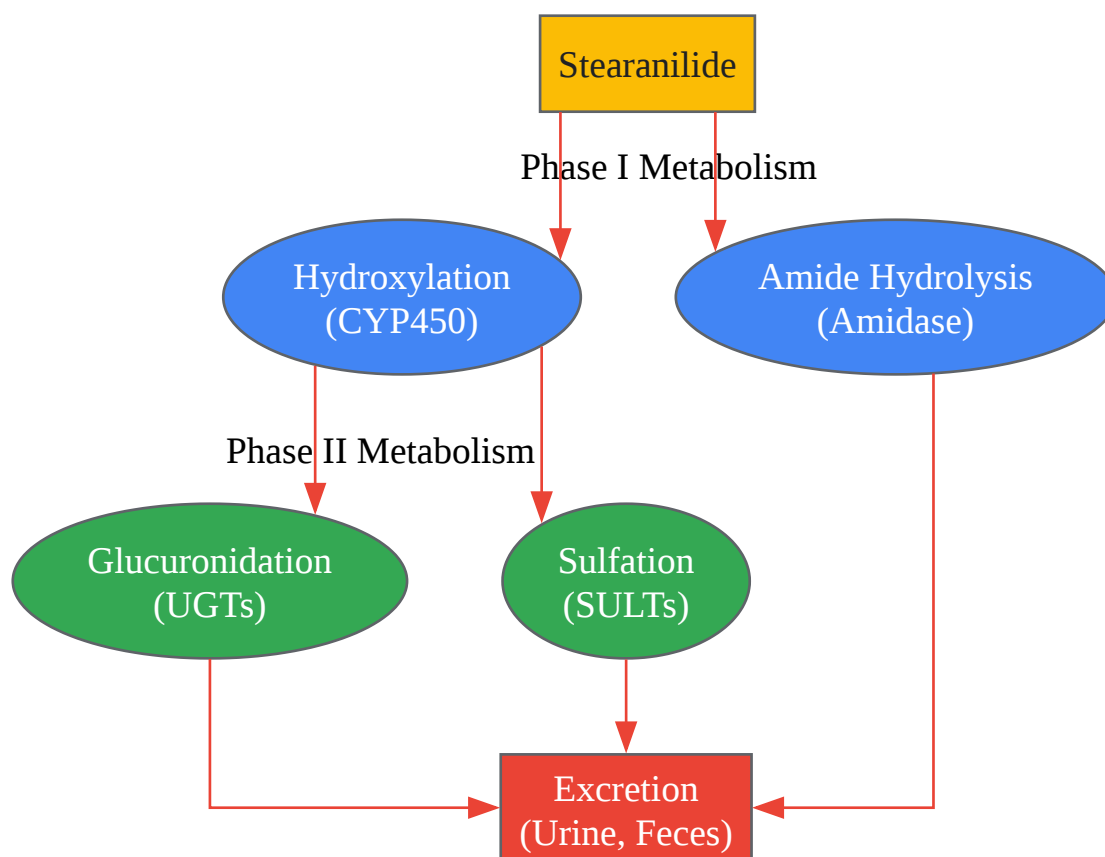 Stearanilide
Phase I Metabolism
Hydroxylation
(CYP450)
Amide Hydrolysis
(Amidase)
Phase II Metabolism
Glucuronidation
(UGTs)
Sulfation
(SULTs)
Excretion
(Urine, Feces)